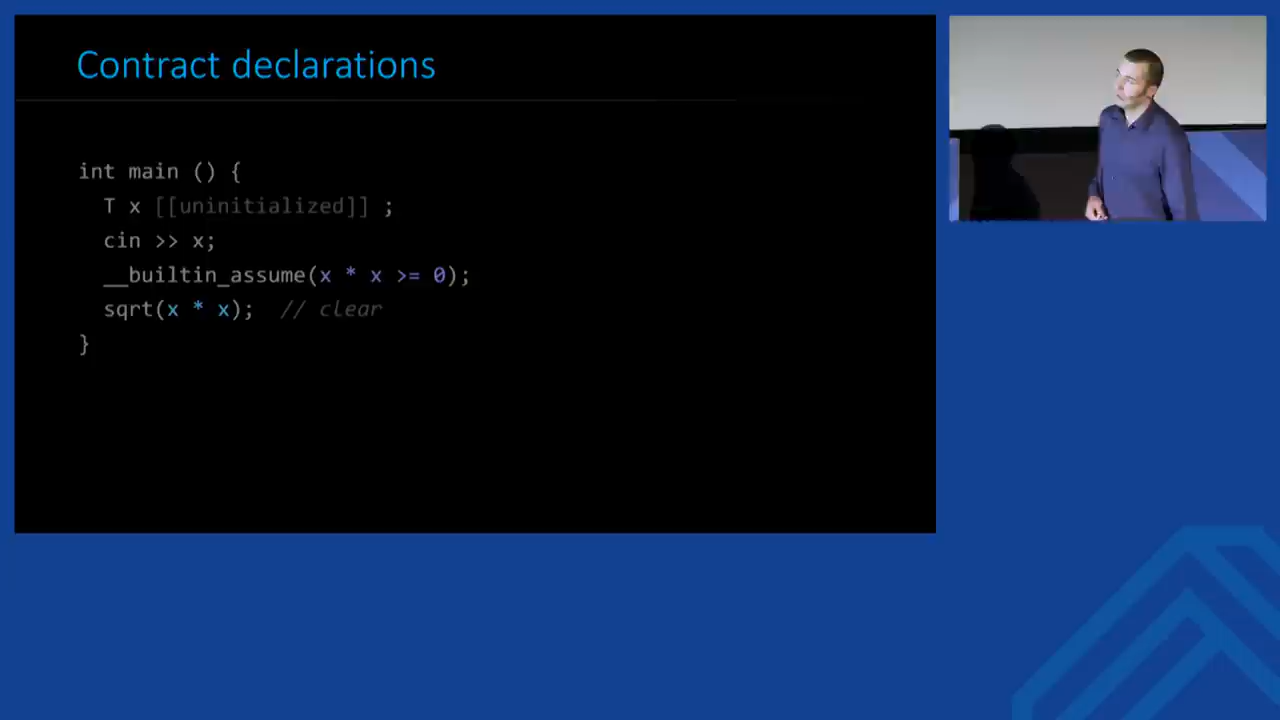 Contract declarations
int main () {
T x [[uninitialized]] ;
cin >> x;
__builtin_assume(x * x >= 0);
sqrt(x * x);  // clear
}